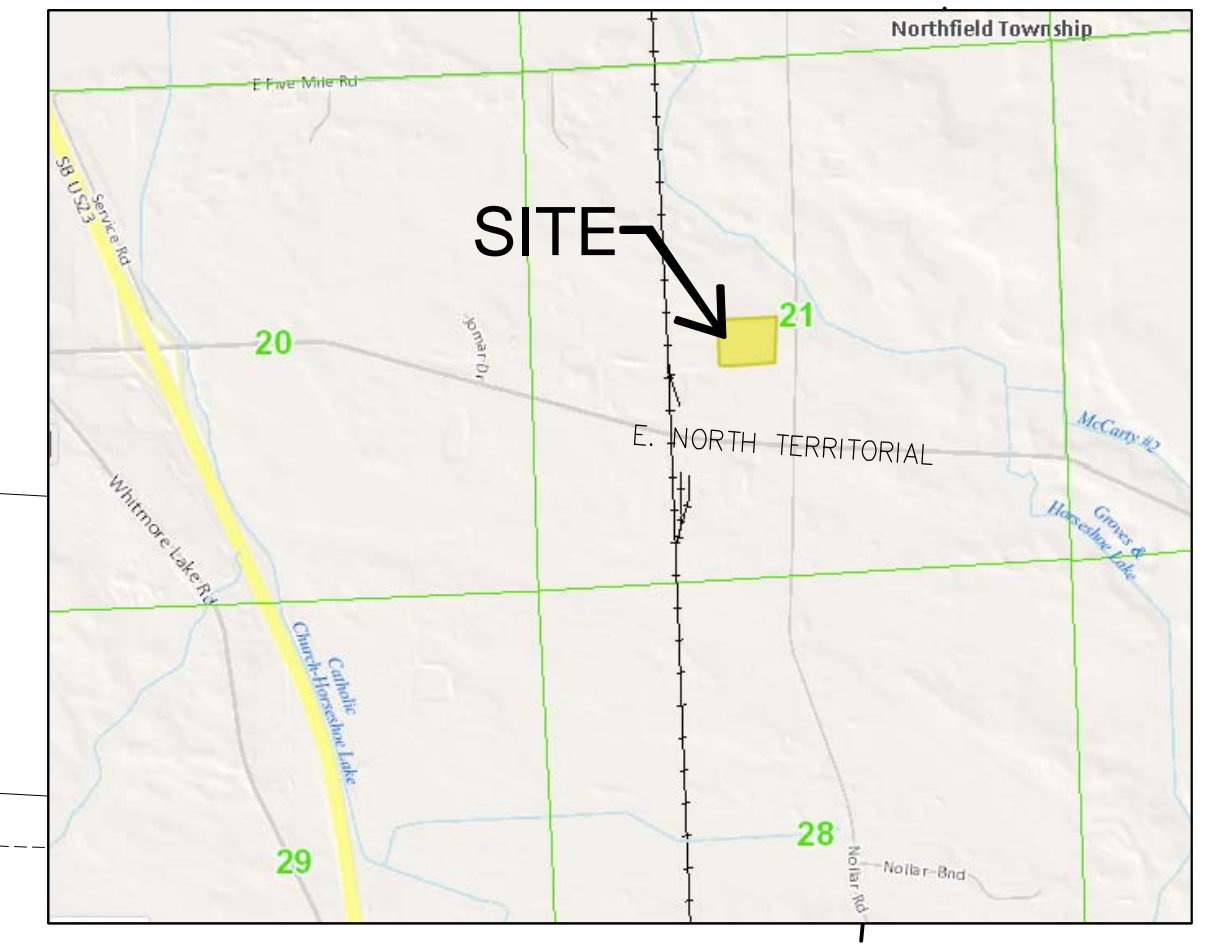 Northfield Township
E Five Mile Rd
SB US23
Service Rd
SITE
21
20
Jomar Dr
E. NORTH TERRITORIAL
McCarty #2
Whitmore Lake Rd
Groves &
Horseshoe Lake
Catholic
Church-Horseshoe Lake
28
29
Nollar Rd
Nollar Bnd